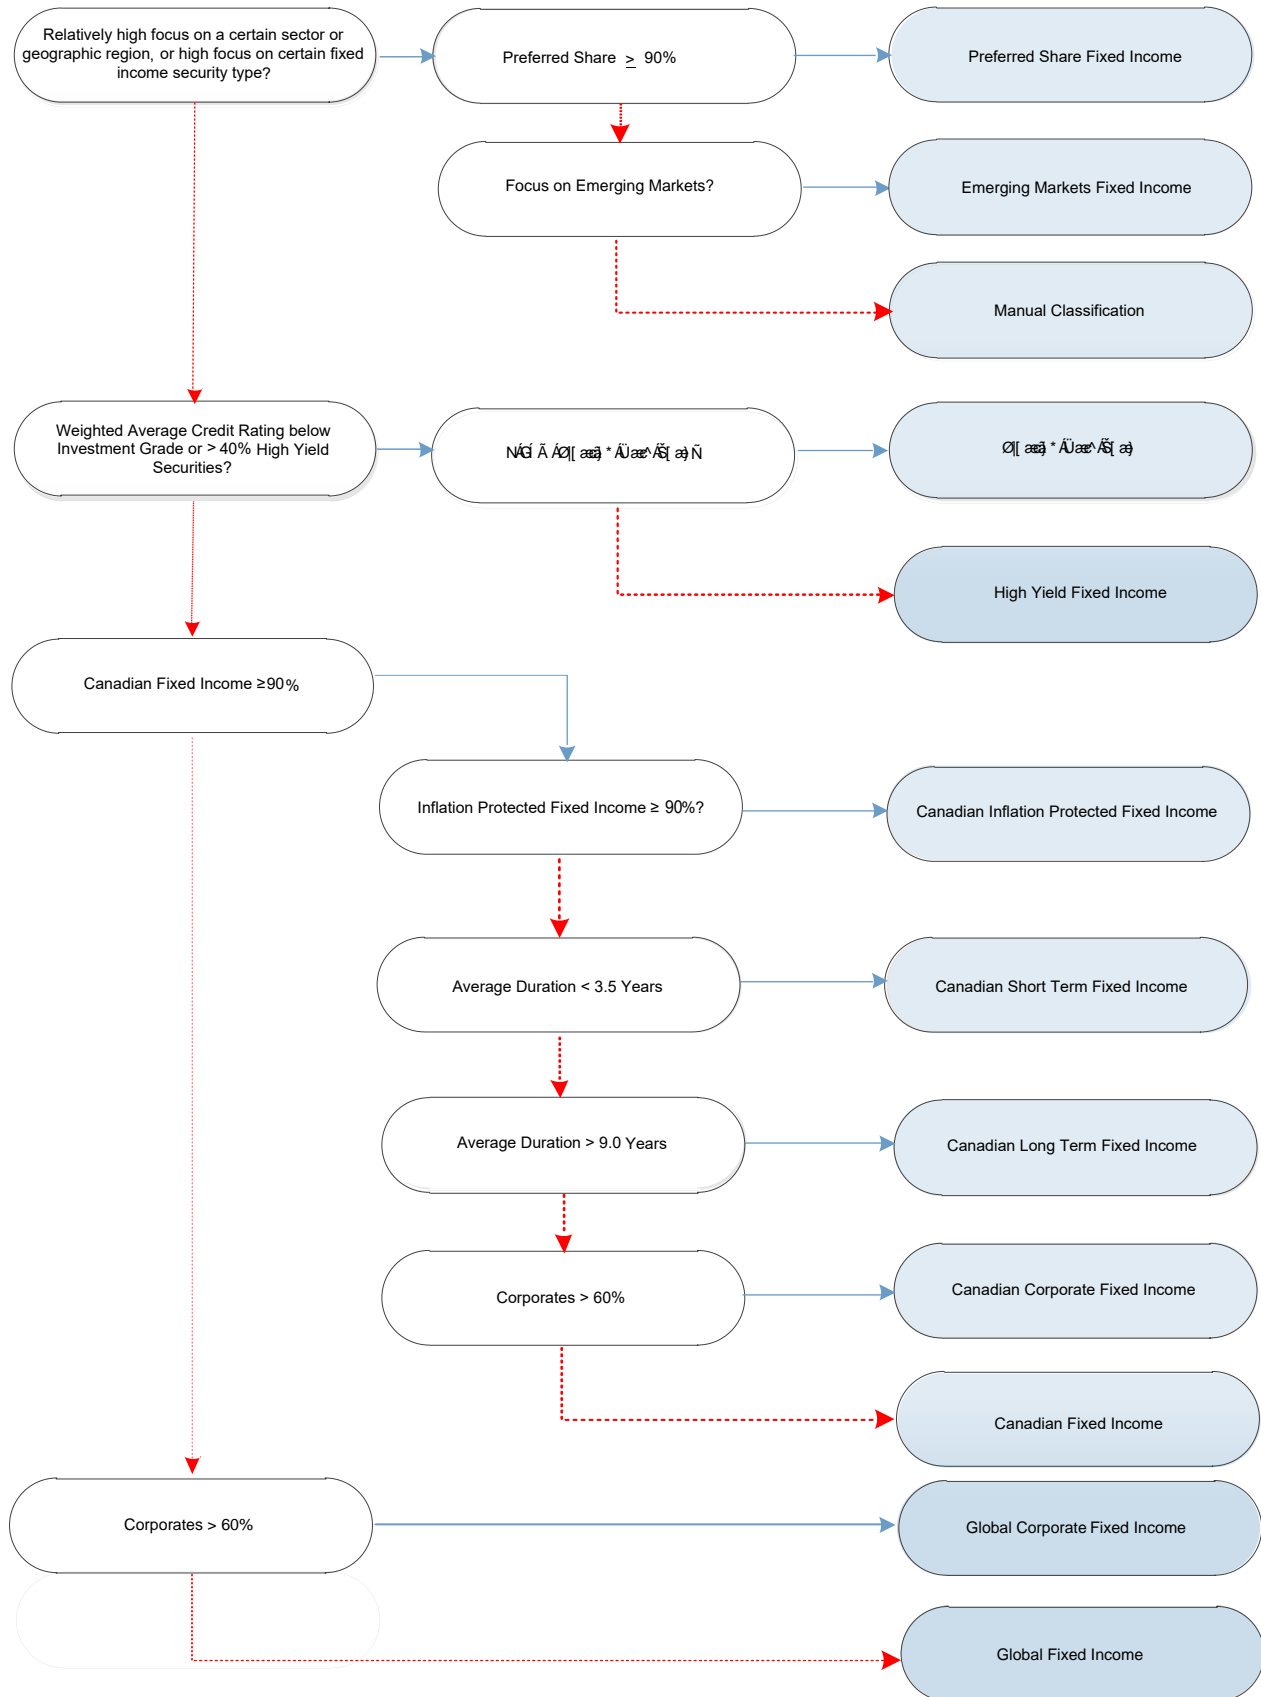 Relatively high focus on a certain sector or
geographic region, or high focus on certain fixed
income security type?
Preferred Share ≥ 90%
Preferred Share Fixed Income
Focus on Emerging Markets?
Emerging Markets Fixed Income
Manual Classification
Weighted Average Credit Rating below
Investment Grade or > 40% High Yield
Securities?
High Yield Fixed Income
Canadian Fixed Income ≥90%
Inflation Protected Fixed Income ≥ 90%?
Canadian Inflation Protected Fixed Income
Average Duration < 3.5 Years
Canadian Short Term Fixed Income
Average Duration > 9.0 Years
Canadian Long Term Fixed Income
Corporates > 60%
Canadian Corporate Fixed Income
Canadian Fixed Income
Corporates > 60%
Global Corporate Fixed Income
Global Fixed Income